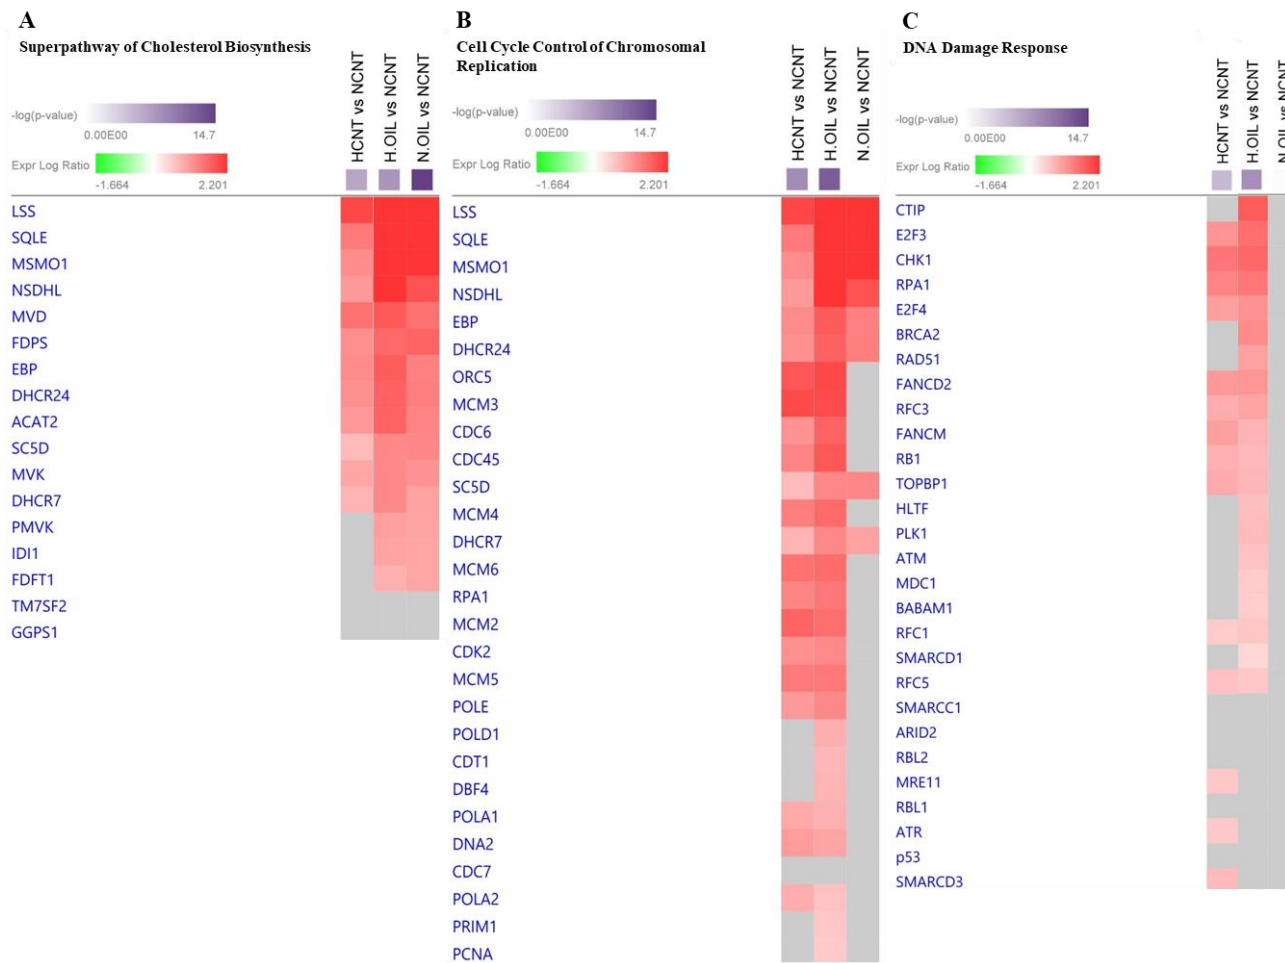 A
Superpathway of Cholesterol Biosynthesis
-log(p-value)
0.00E00 14.7
Expr Log Ratio
-1.664 2.201
HCNT vs NCNT
H.OIL vs NCNT
N.OIL vs NCNT
LSS
SQLE
MSMO1
NSDHL
MVD
FDPS
EBP
DHCR24
ACAT2
SC5D
MVK
DHCR7
PMVK
IDI1
FDFT1
TM7SF2
GGPS1
B
Cell Cycle Control of Chromosomal
Replication
-log(p-value)
0.00E00 14.7
Expr Log Ratio
-1.664 2.201
HCNT vs NCNT
H.OIL vs NCNT
N.OIL vs NCNT
LSS
SQLE
MSMO1
NSDHL
EBP
DHCR24
ORC5
MCM3
CDC6
CDC45
SC5D
MCM4
DHCR7
MCM6
RPA1
MCM2
CDK2
MCM5
POLE
POLD1
CDT1
DBF4
POLA1
DNA2
CDC7
POLA2
PRIM1
PCNA
C
DNA Damage Response
-log(p-value)
0.00E00 14.7
Expr Log Ratio
-1.664 2.201
HCNT vs NCNT
H.OIL vs NCNT
N.OIL vs NCNT
CTIP
E2F3
CHK1
RPA1
E2F4
BRCA2
RAD51
FANCD2
RFC3
FANCM
RB1
TOPBP1
HLTF
PLK1
ATM
MDC1
BABAM1
RFC1
SMARCD1
RFC5
SMARCC1
ARID2
RBL2
MRE11
RBL1
ATR
p53
SMARCD3